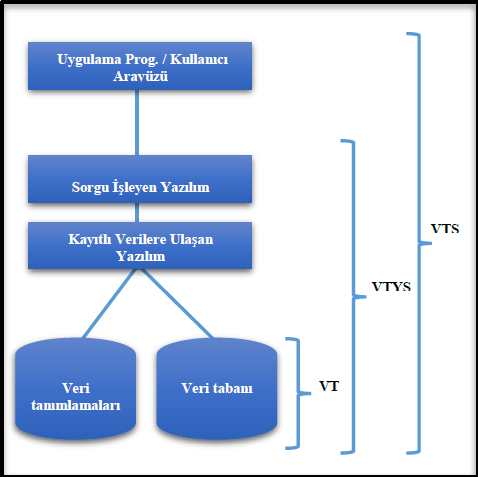 Uygulama Prog. / Kullanıcı
Arayüzü
Sorgu İşleyen Yazılım
Kayıtlı Verilere Ulaşan
Yazılım
VTS
VTYS
Veri
tanımlamaları
Veri tabanı
VT